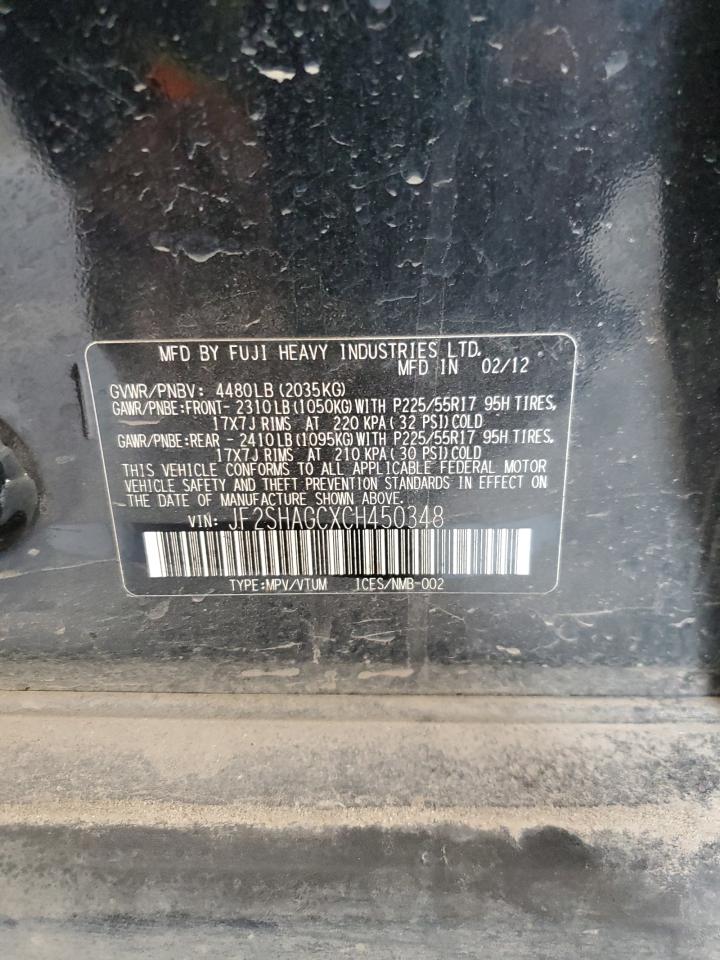 MFD BY FUJI HEAVY INDUSTRIES LTD.
MFD IN 02/12
GVWR/PNBV: 4480LB (2035KG)
GAWR/PNBE:FRONT- 2310LB(1050KG)WITH P225/55R17 95H TIRES,
17X7J RIMS AT 220 KPA(32 PSI)COLD
GAWR/PNBE:REAR - 2410LB(1095KG)WITH P225/55R17 95H TIRES,
17X7J RIMS AT 210 KPA(30 PSI)COLD
THIS VEHICLE CONFORMS TO ALL APPLICABLE FEDERAL MOTOR
VEHICLE SAFETY AND THEFT PREVENTION STANDARDS IN EFFECT ON
THE DATE OF MANUFACTURE SHOWN ABOVE.
VIN: JF2SHAGCXCH450348
TYPE:MPV/VTUM ICES/NMB-002